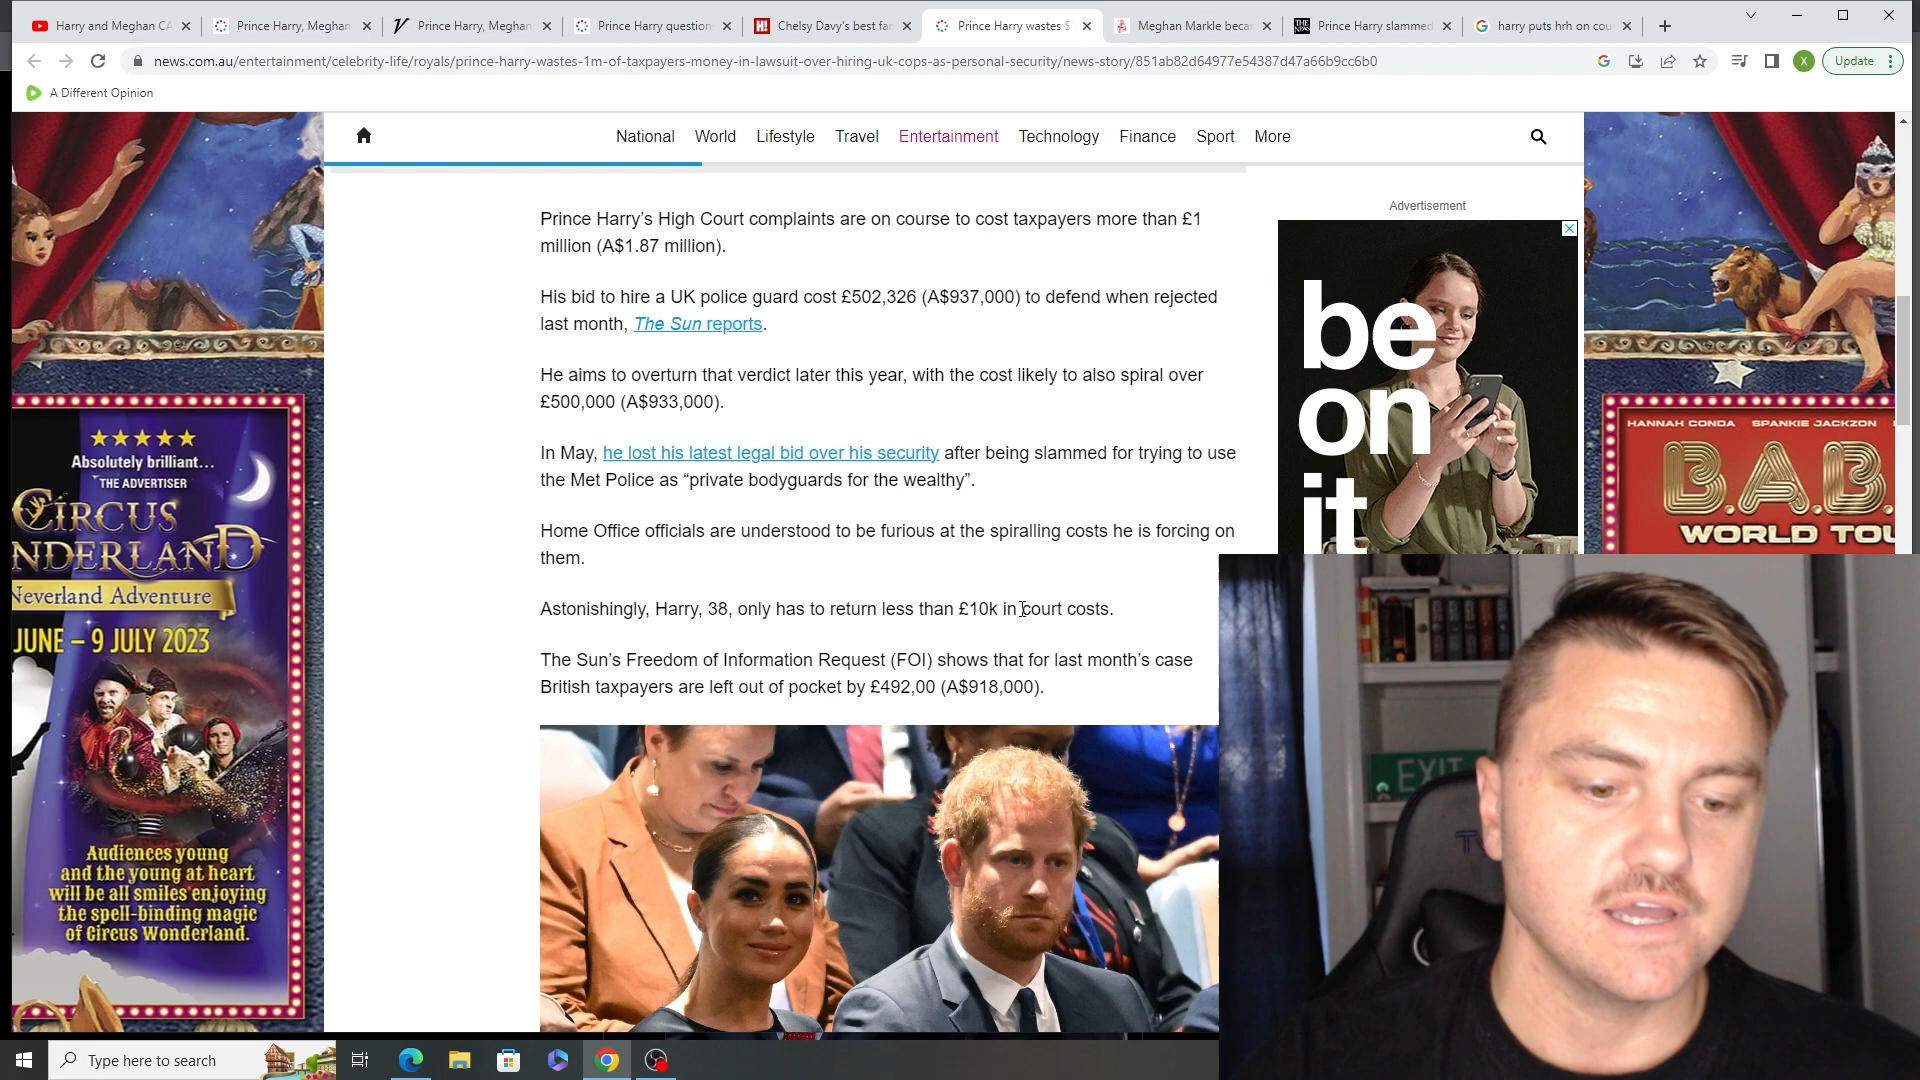 Harry and Meghan CA
Prince Harry, Meghan
Prince Harry, Meghan
Prince Harry question
Chelsy Davy's best fa
Prince Harry wastes $
Meghan Markle becar
Prince Harry slammed
harry puts hrh on cou
news.com.au/entertainment/celebrity-life/royals/prince-harry-wastes-1m-of-taxpayers-money-in-lawsuit-over-hiring-uk-cops-as-personal-security/news-story/851ab82d64977e54387d47a66b9cc6b0
X
Update
A Different Opinion
National World Lifestyle Travel Entertainment Technology Finance Sport More
Prince Harry’s High Court complaints are on course to cost taxpayers more than £1
million (A$1.87 million).
His bid to hire a UK police guard cost £502,326 (A$937,000) to defend when rejected
last month, The Sun reports.
He aims to overturn that verdict later this year, with the cost likely to also spiral over
£500,000 (A$933,000).
In May, he lost his latest legal bid over his security after being slammed for trying to use
the Met Police as “private bodyguards for the wealthy”.
Home Office officials are understood to be furious at the spiralling costs he is forcing on
them.
Astonishingly, Harry, 38, only has to return less than £10k in court costs.
The Sun’s Freedom of Information Request (FOI) shows that for last month’s case
British taxpayers are left out of pocket by £492,00 (A$918,000).
Advertisement
be
on
it
Absolutely brilliant...
THE ADVERTISER
CIRCUS
NDERLAND
Neverland Adventure
JUNE – 9 JULY 2023
Audiences young
and the young at heart
will be all smiles enjoying
the spell-binding magic
of Circus Wonderland.
HANNAH CONDA SPANKIE JACKZON
B.A.B.
WORLD TOU
EXIT
Type here to search